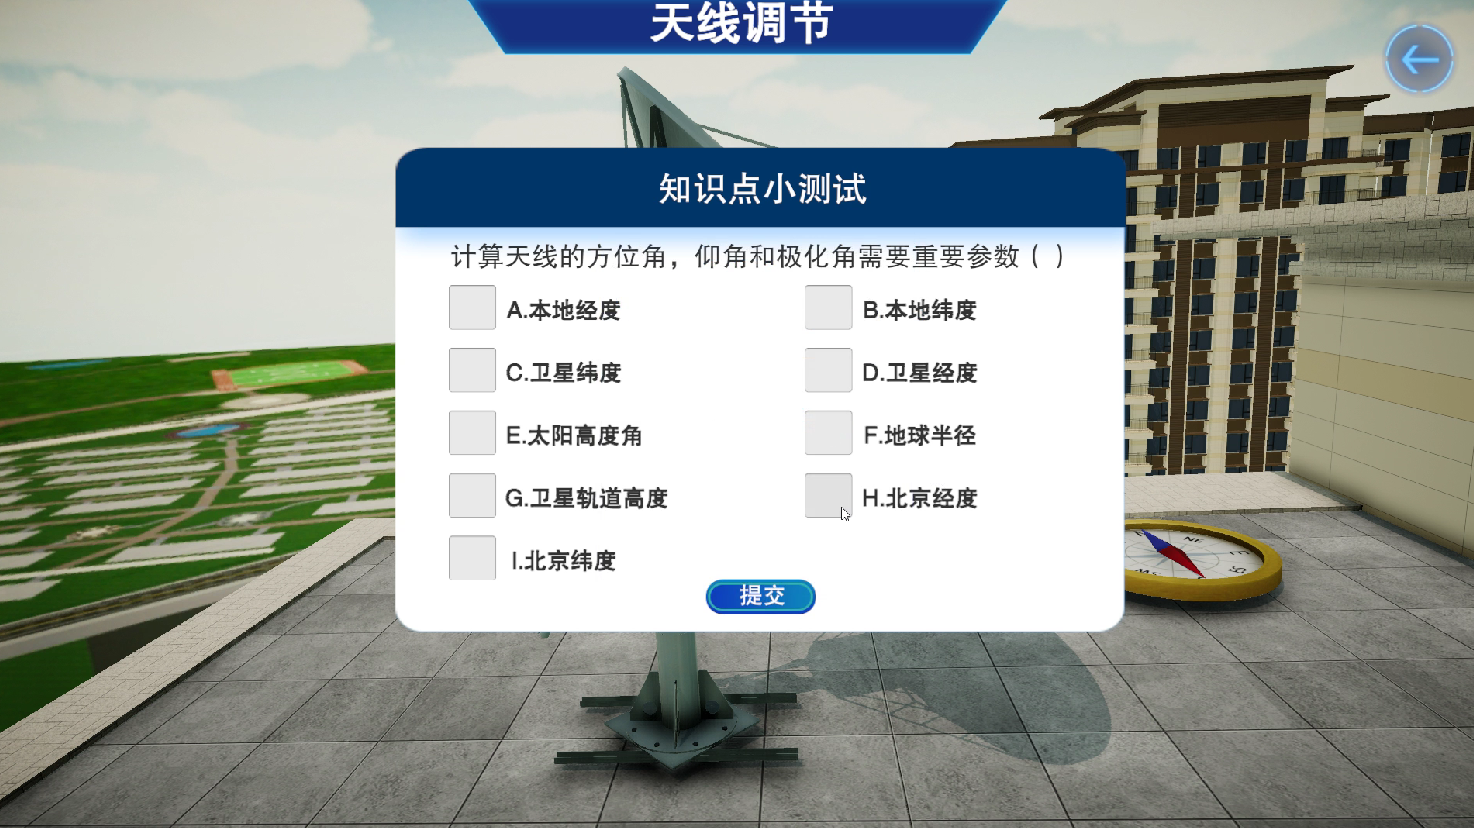 天线调节
知识点小测试
计算天线的方位角，仰角和极化角需要重要参数（ ）
A.本地经度
B.本地纬度
C.卫星纬度
D.卫星经度
E.太阳高度角
F.地球半径
G.卫星轨道高度
H.北京经度
I.北京纬度
提交
NE